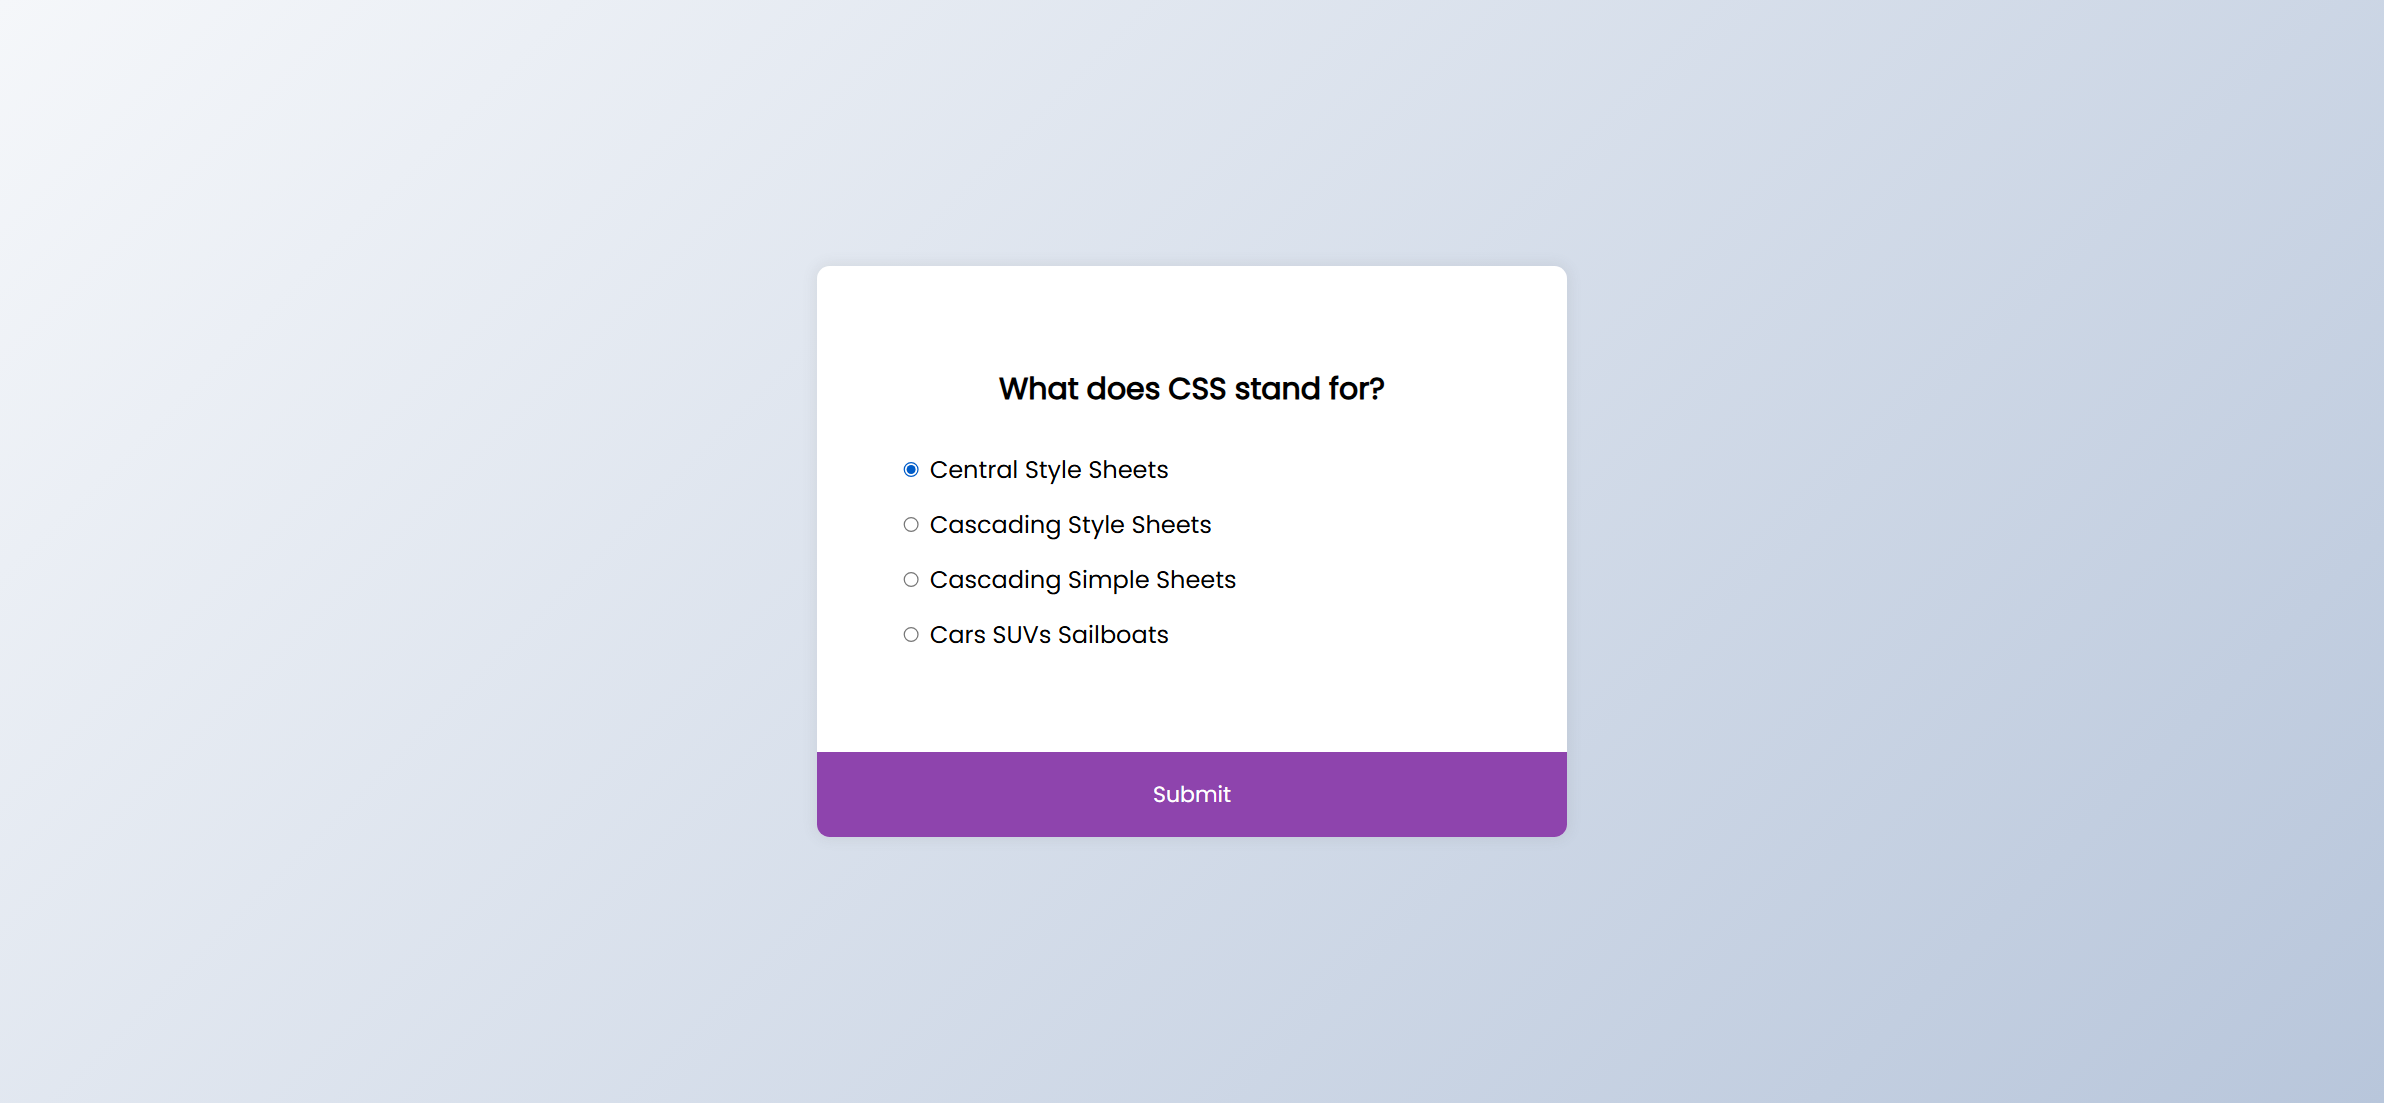 What does CSS stand for?
Central Style Sheets
Cascading Style Sheets
Cascading Simple Sheets
Cars SUVs Sailboats
Submit